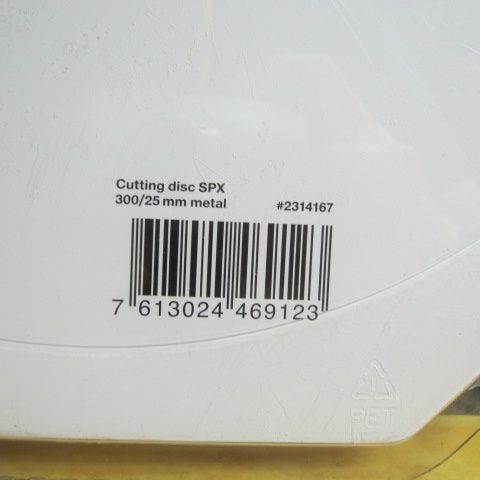 Cutting disc SPX
300/25 mm metal #2314167
7 613024 469123
PET